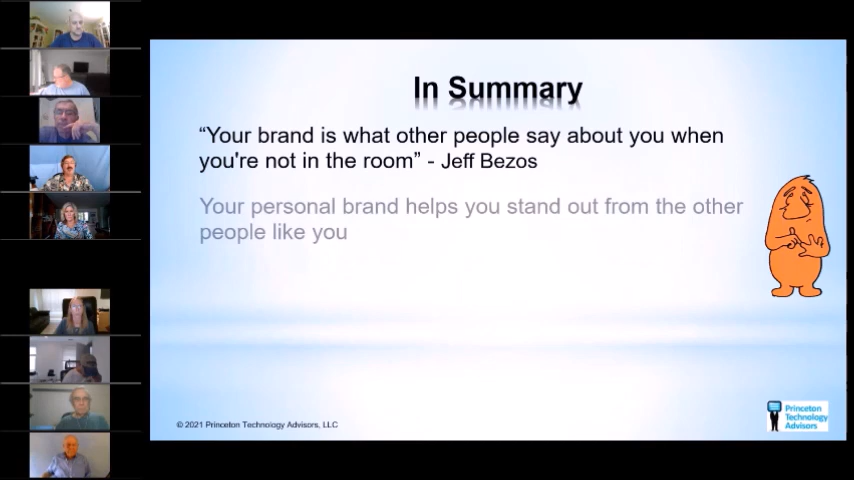 In Summary
“Your brand is what other people say about you when
you're not in the room” - Jeff Bezos
Your personal brand helps you stand out from the other
people like you
© 2021 Princeton Technology Advisors, LLC
Princeton
Technology
Advisors